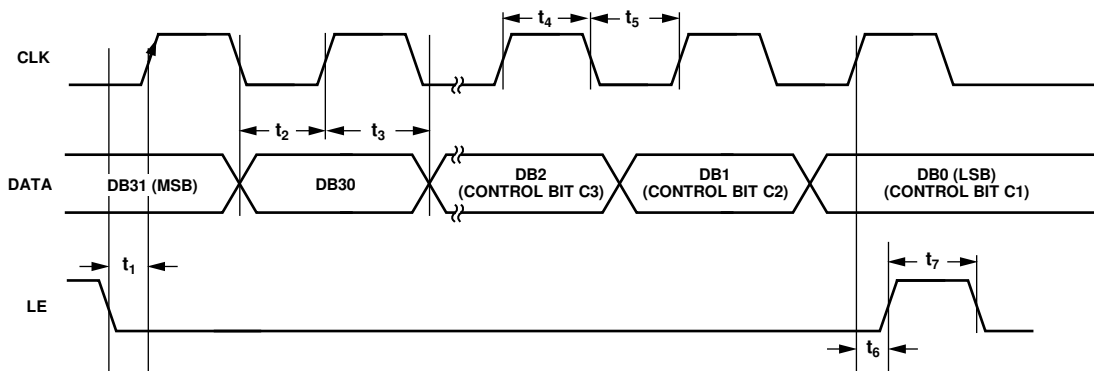 t4
t5
CLK
t2
t3
DATA
DB31 (MSB)
DB30
DB2
(CONTROL BIT C3)
DB1
(CONTROL BIT C2)
DB0 (LSB)
(CONTROL BIT C1)
t1
t7
LE
t6